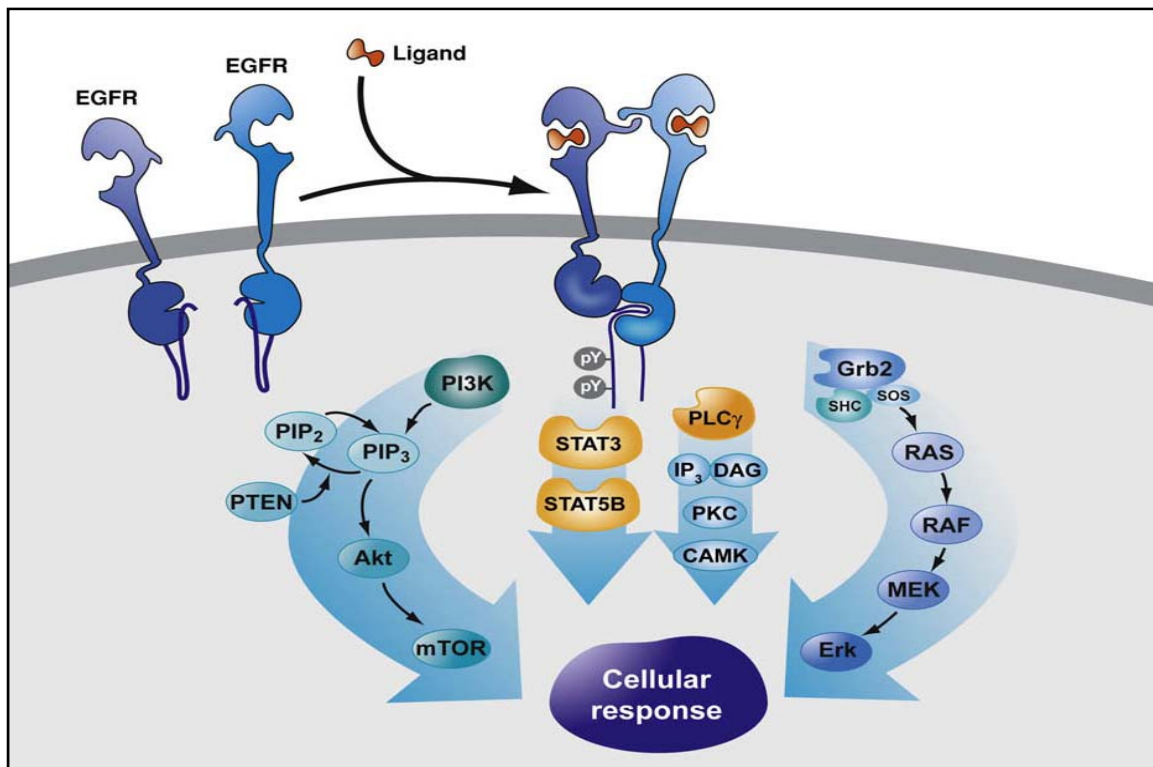 EGFR
EGFR
Ligand
pY
pY
PI3K
PIP2
PIP3
PTEN
Akt
mTOR
STAT3
STAT5B
PLCγ
IP3 DAG
PKC
CAMK
Grb2
SHC SOS
RAS
RAF
MEK
Erk
Cellular
response